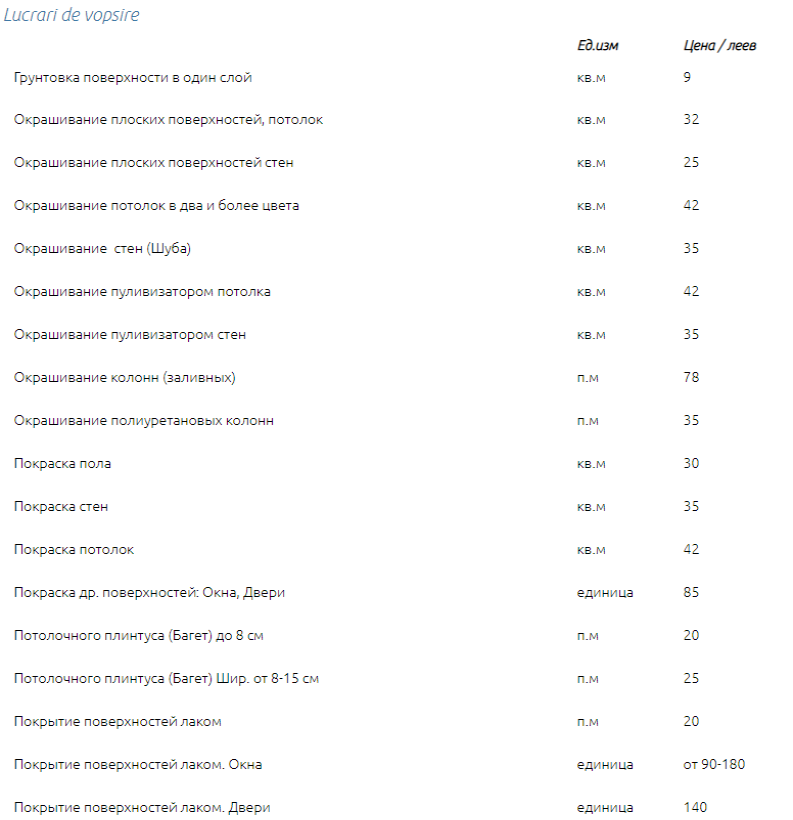 Lucrari de vopsire
Ед.изм Цена / леев
Грунтовка поверхности в один слой кв.м 9
Окрашивание плоских поверхностей, потолок кв.м 32
Окрашивание плоских поверхностей стен кв.м 25
Окрашивание потолок в два и более цвета кв.м 42
Окрашивание стен (Шуба) кв.м 35
Окрашивание пуливизатором потолка кв.м 42
Окрашивание пуливизатором стен кв.м 35
Окрашивание колонн (заливных) п.м 78
Окрашивание полиуретановых колонн п.м 35
Покраска пола кв.м 30
Покраска стен кв.м 35
Покраска потолок кв.м 42
Покраска др. поверхностей: Окна, Двери единица 85
Потолочного плинтуса (Багет) до 8 см п.м 20
Потолочного плинтуса (Багет) Шир. от 8-15 см п.м 25
Покрытие поверхностей лаком п.м 20
Покрытие поверхностей лаком. Окна единица от 90-180
Покрытие поверхностей лаком. Двери единица 140